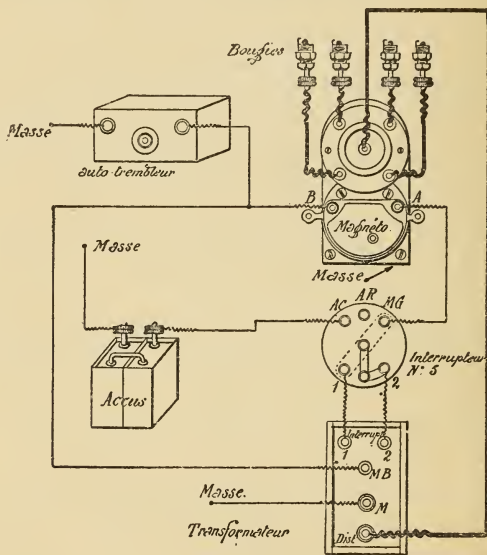 Bougies
Masse
auto-trembleur
B
A
Magnéto
Masse
Masse
AC
AR
MG
Accus
1
2
Interrupteur
N° 5
Interrupt
1
2
MB
Masse.
M
Transformateur
Dist